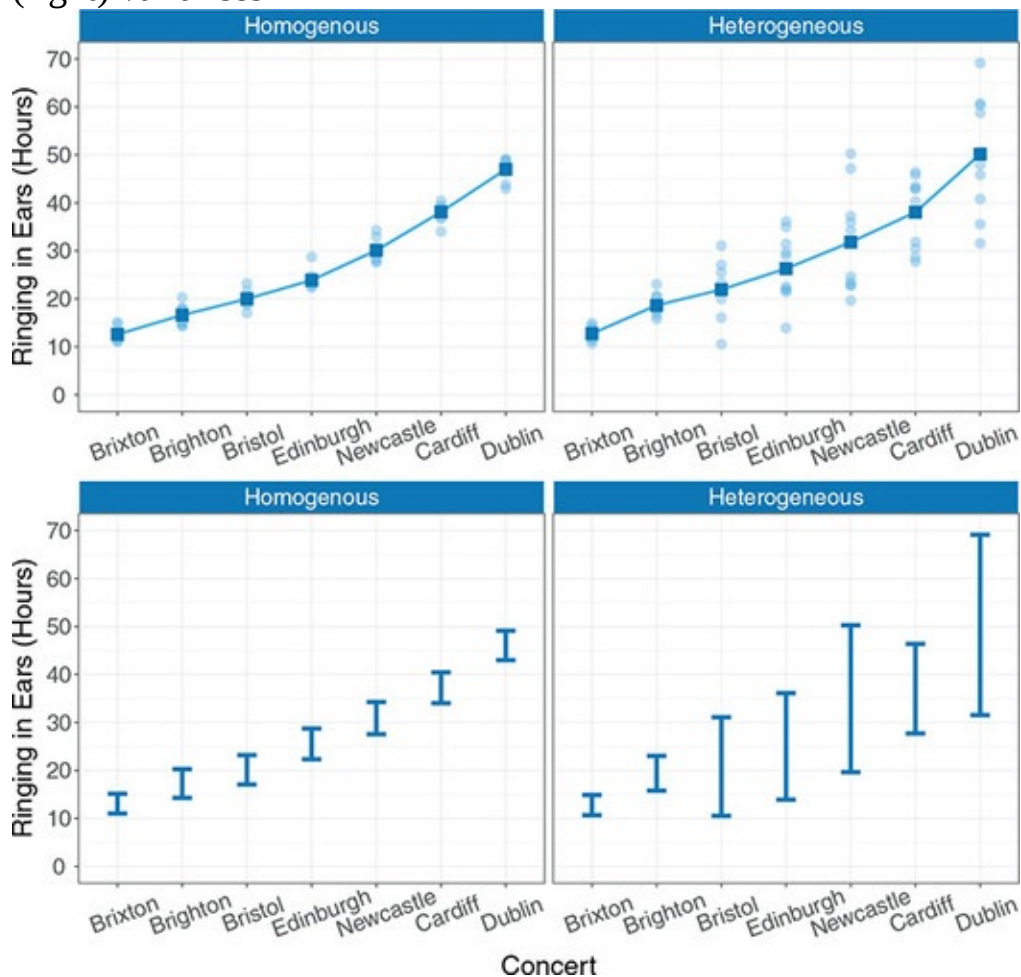 Homogenous
Heterogeneous
Ringing in Ears (Hours)
70
60
50
40
30
20
10
0
Brixton Brighton Bristol Edinburgh Newcastle Cardiff Dublin
Brixton Brighton Bristol Edinburgh Newcastle Cardiff Dublin
Homogenous
Heterogeneous
Ringing in Ears (Hours)
70
60
50
40
30
20
10
0
Brixton Brighton Bristol Edinburgh Newcastle Cardiff Dublin
Brixton Brighton Bristol Edinburgh Newcastle Cardiff Dublin
Concert